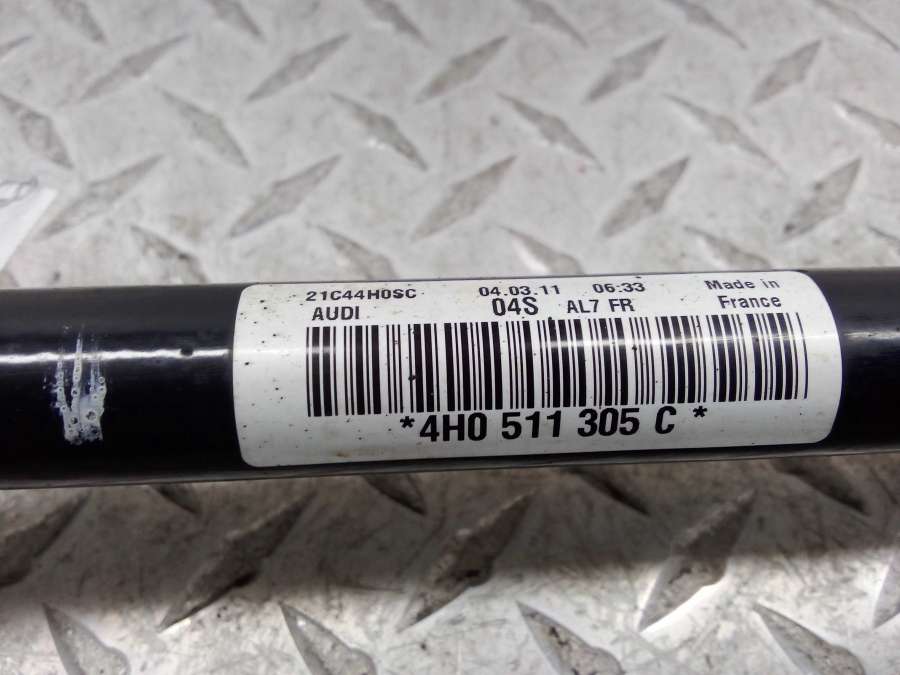 21C44H0SC 04.03.11 06:33 Made in
AUDI 04S AL7 FR France
*4H0 511 305 C *